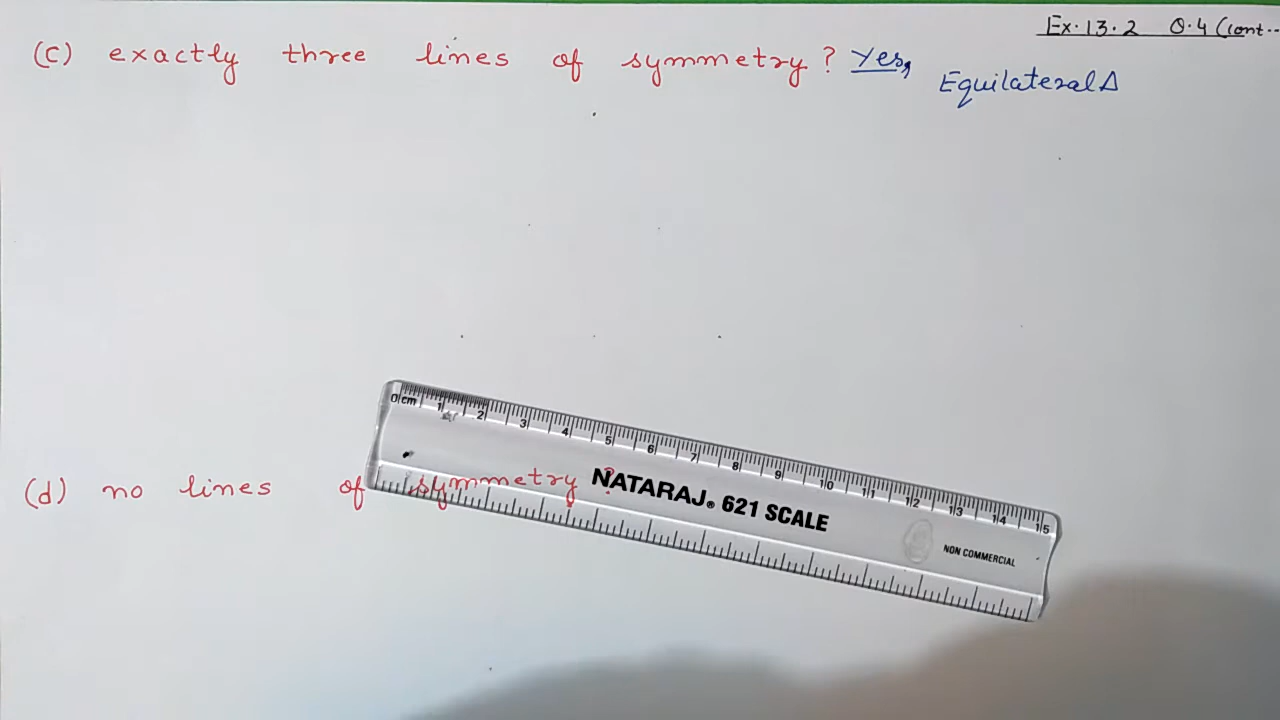 Ex. 13.2 Q.4 (cont..
(c) exactly three lines of symmetry? Yes,
Equilateral Δ
0 cm 1 2 3 4 5 6 7 8 9 10 11 12 13 14 15
(d) no lines of symmetry ?
NATARAJ. 621 SCALE
NON COMMERCIAL